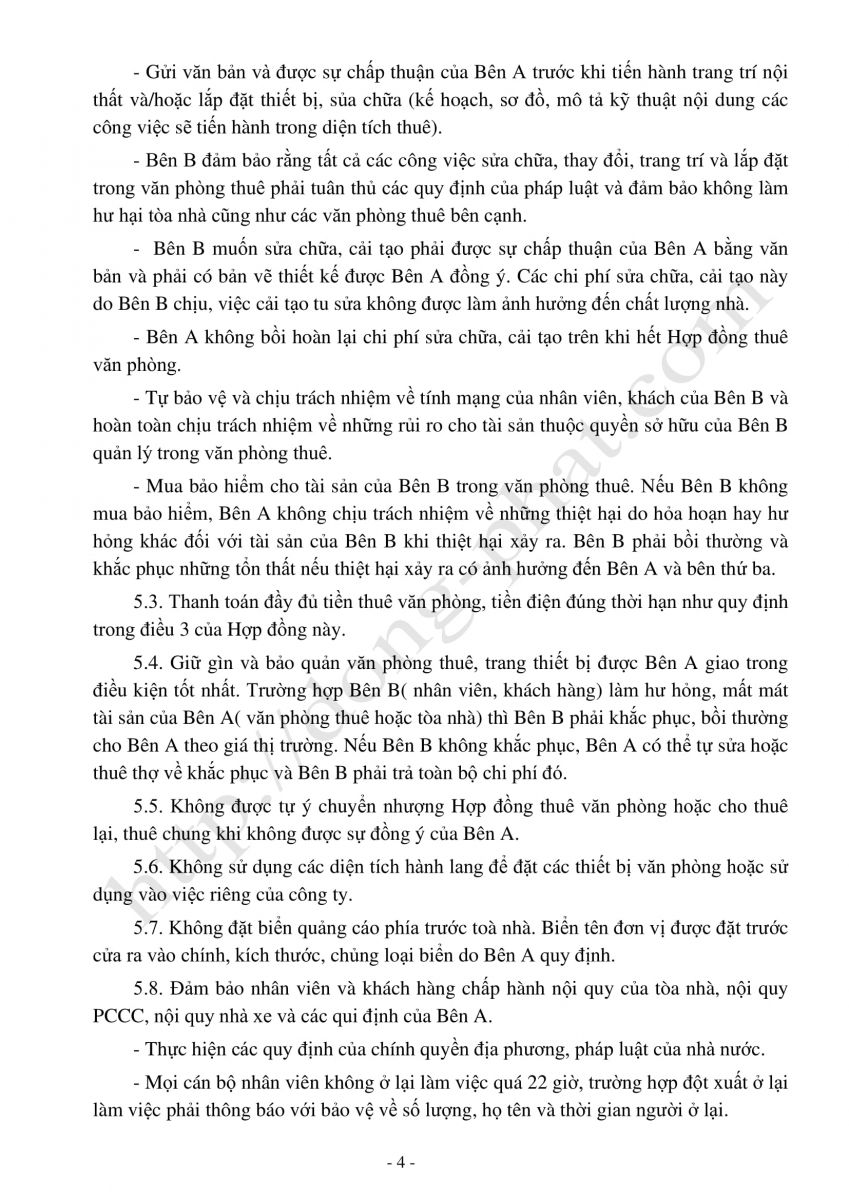 - Gửi văn bản và được sự chấp thuận của Bên A trước khi tiến hành trang trí nội
thất và/hoặc lắp đặt thiết bị, sủa chữa (kế hoạch, sơ đồ, mô tả kỹ thuật nội dung các
công việc sẽ tiến hành trong diện tích thuê).
- Bên B đảm bảo rằng tất cả các công việc sửa chữa, thay đổi, trang trí và lắp đặt
trong văn phòng thuê phải tuân thủ các quy định của pháp luật và đảm bảo không làm
hư hại tòa nhà cũng như các văn phòng thuê bên cạnh.
- Bên B muốn sửa chữa, cải tạo phải được sự chấp thuận của Bên A bằng văn
bản và phải có bản vẽ thiết kế được Bên A đồng ý. Các chi phí sửa chữa, cải tạo này
do Bên B chịu, việc cải tạo tu sửa không được làm ảnh hưởng đến chất lượng nhà.
- Bên A không bồi hoàn lại chi phí sửa chữa, cải tạo trên khi hết Hợp đồng thuê
văn phòng.
- Tự bảo vệ và chịu trách nhiệm về tính mạng của nhân viên, khách của Bên B và
hoàn toàn chịu trách nhiệm về những rủi ro cho tài sản thuộc quyền sở hữu của Bên B
quản lý trong văn phòng thuê.
- Mua bảo hiểm cho tài sản của Bên B trong văn phòng thuê. Nếu Bên B không
mua bảo hiểm, Bên A không chịu trách nhiệm về những thiệt hại do hỏa hoạn hay hư
hỏng khác đối với tài sản của Bên B khi thiệt hại xảy ra. Bên B phải bồi thường và
khắc phục những tổn thất nếu thiệt hại xảy ra có ảnh hưởng đến Bên A và bên thứ ba.
5.3. Thanh toán đầy đủ tiền thuê văn phòng, tiền điện đúng thời hạn như quy định
trong điều 3 của Hợp đồng này.
5.4. Giữ gìn và bảo quản văn phòng thuê, trang thiết bị được Bên A giao trong
điều kiện tốt nhất. Trường hợp Bên B( nhân viên, khách hàng) làm hư hỏng, mất mát
tài sản của Bên A( văn phòng thuê hoặc tòa nhà) thì Bên B phải khắc phục, bồi thường
cho Bên A theo giá thị trường. Nếu Bên B không khắc phục, Bên A có thể tự sửa hoặc
thuê thợ về khắc phục và Bên B phải trả toàn bộ chi phí đó.
5.5. Không được tự ý chuyển nhượng Hợp đồng thuê văn phòng hoặc cho thuê
lại, thuê chung khi không được sự đồng ý của Bên A.
5.6. Không sử dụng các diện tích hành lang để đặt các thiết bị văn phòng hoặc sử
dụng vào việc riêng của công ty.
5.7. Không đặt biển quảng cáo phía trước toà nhà. Biển tên đơn vị được đặt trước
cửa ra vào chính, kích thước, chủng loại biển do Bên A quy định.
5.8. Đảm bảo nhân viên và khách hàng chấp hành nội quy của tòa nhà, nội quy
PCCC, nội quy nhà xe và các qui định của Bên A.
- Thực hiện các quy định của chính quyền địa phương, pháp luật của nhà nước.
- Mọi cán bộ nhân viên không ở lại làm việc quá 22 giờ, trường hợp đột xuất ở lại
làm việc phải thông báo với bảo vệ về số lượng, họ tên và thời gian người ở lại.
- 4 -
http://dong-phat.com